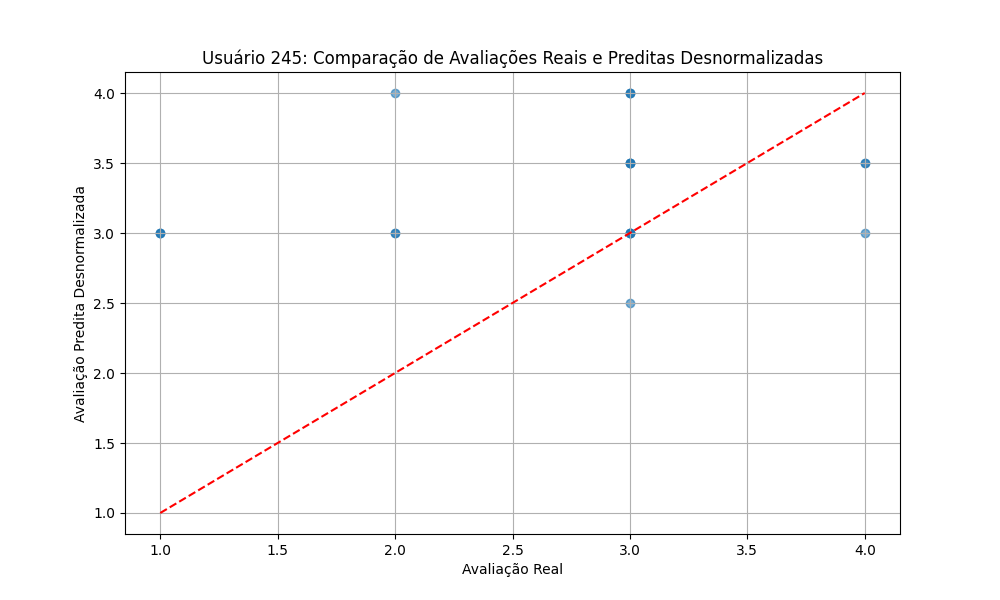 Usuário 245: Comparação de Avaliações Reais e Preditas Desnormalizadas
Avaliação Predita Desnormalizada
4.0
3.5
3.0
2.5
2.0
1.5
1.0
1.0 1.5 2.0 2.5 3.0 3.5 4.0
Avaliação Real